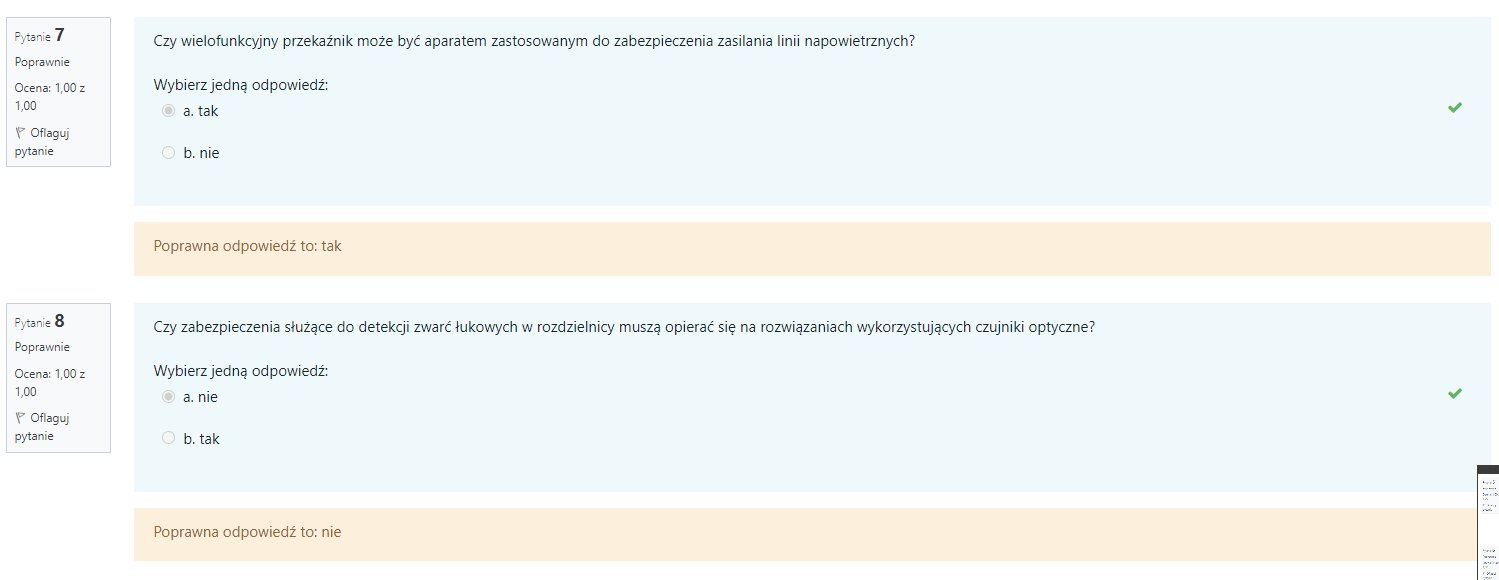 Pytanie 7
Poprawnie
Ocena: 1,00 z
1,00
Oflaguj
pytanie
Czy wielofunkcyjny przekaźnik może być aparatem zastosowanym do zabezpieczenia zasilania linii napowietrznych?
Wybierz jedną odpowiedź:
a. tak
b. nie
Poprawna odpowiedź to: tak
Pytanie 8
Poprawnie
Ocena: 1,00 z
1,00
Oflaguj
pytanie
Czy zabezpieczenia służące do detekcji zwarć łukowych w rozdzielnicy muszą opierać się na rozwiązaniach wykorzystujących czujniki optyczne?
Wybierz jedną odpowiedź:
a. nie
b. tak
Poprawna odpowiedź to: nie